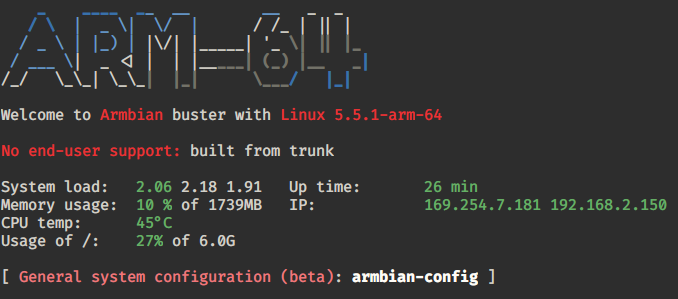 ARM-64
Welcome to Armbian buster with Linux 5.5.1-arm-64
No end-user support: built from trunk
System load: 2.06 2.18 1.91 Up time: 26 min
Memory usage: 10 % of 1739MB IP: 169.254.7.181 192.168.2.150
CPU temp: 45°C
Usage of /: 27% of 6.0G
[ General system configuration (beta): armbian-config ]